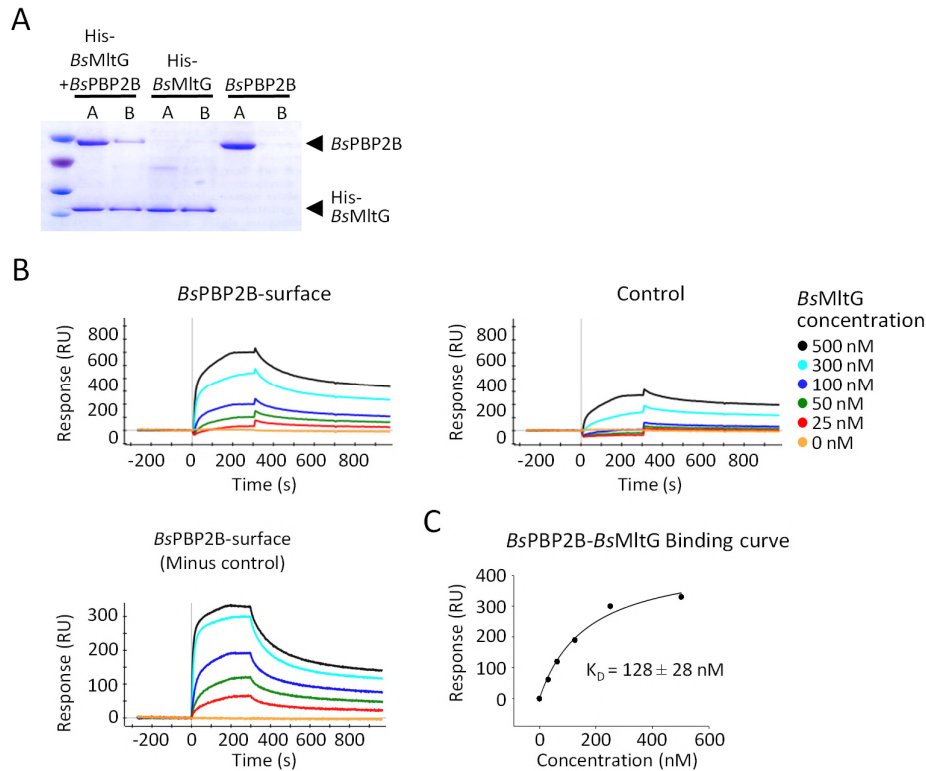 A
His-
BsMltG
+BsPBP2B
His-
BsMltG
BsPBP2B
A B A B A B
BsPBP2B
His-
BsMltG
B
BsPBP2B-surface
Response (RU)
800
600
400
200
0
-200 0 200 400 600 800
Time (s)
Control
Response (RU)
800
600
400
200
0
-200 0 200 400 600 800
Time (s)
BsMltG
concentration
500 nM
300 nM
100 nM
50 nM
25 nM
0 nM
BsPBP2B-surface
(Minus control)
Response (RU)
300
200
100
0
-200 0 200 400 600 800
Time (s)
C
BsPBP2B-BsMltG Binding curve
Response (RU)
400
300
200
100
0
KD = 128 ± 28 nM
0 200 400 600
Concentration (nM)